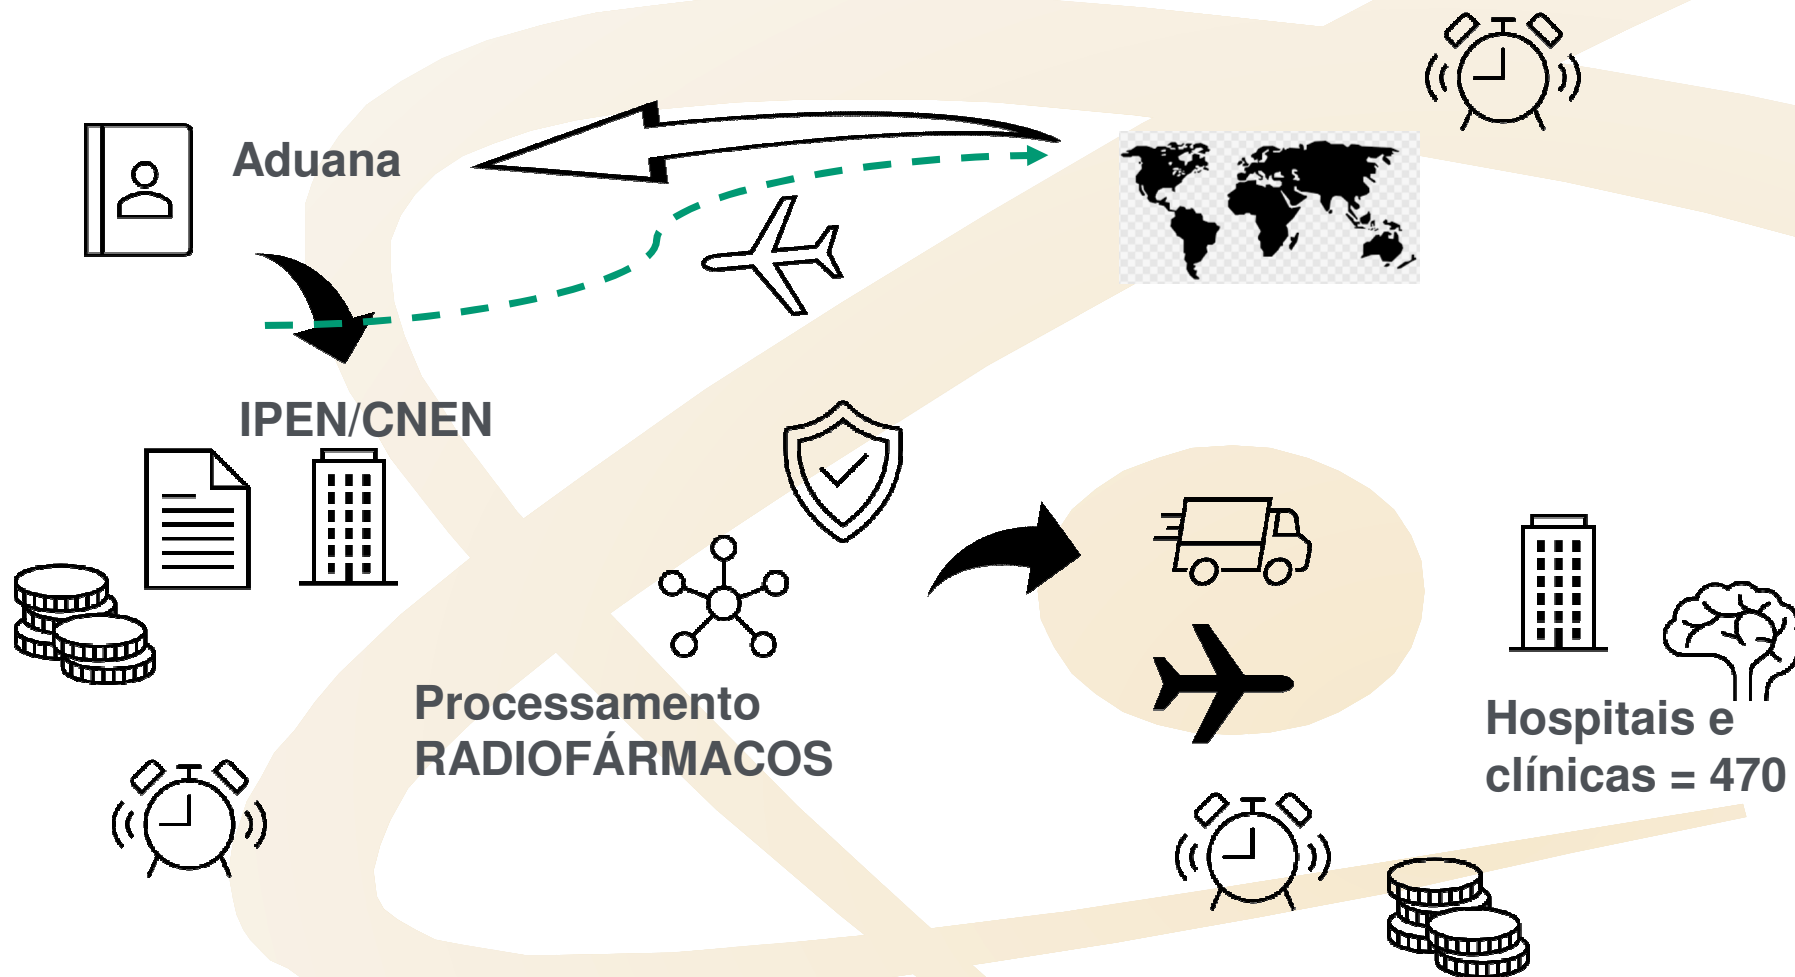 Aduana
IPEN/CNEN
Processamento
RADIOFÁRMACOS
Hospitais e
clínicas = 470